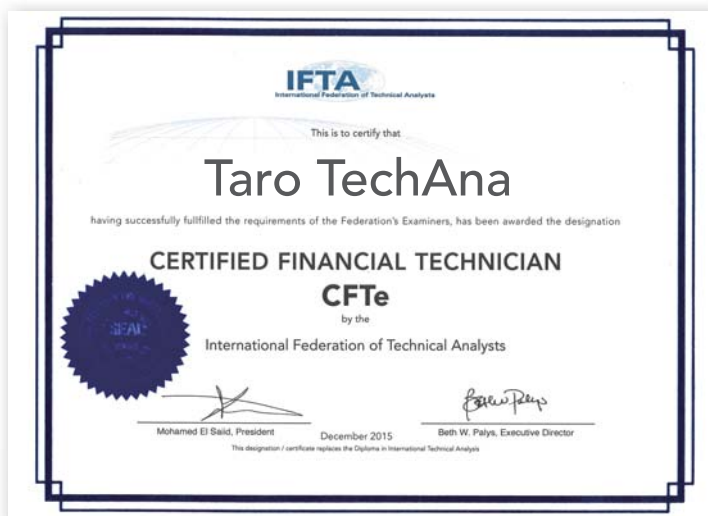 IFTA
International Federation of Technical Analysts
This is to certify that
Taro TechAna
having successfully fullfilled the requirements of the Federation's Examiners, has been awarded the designation
CERTIFIED FINANCIAL TECHNICIAN
CFTe
by the
SEAL
International Federation of Technical Analysts
Mohamed El Saiid, President
December 2015
Beth W. Palys, Executive Director
This designation / certificate replaces the Diploma in International Technical Analysis